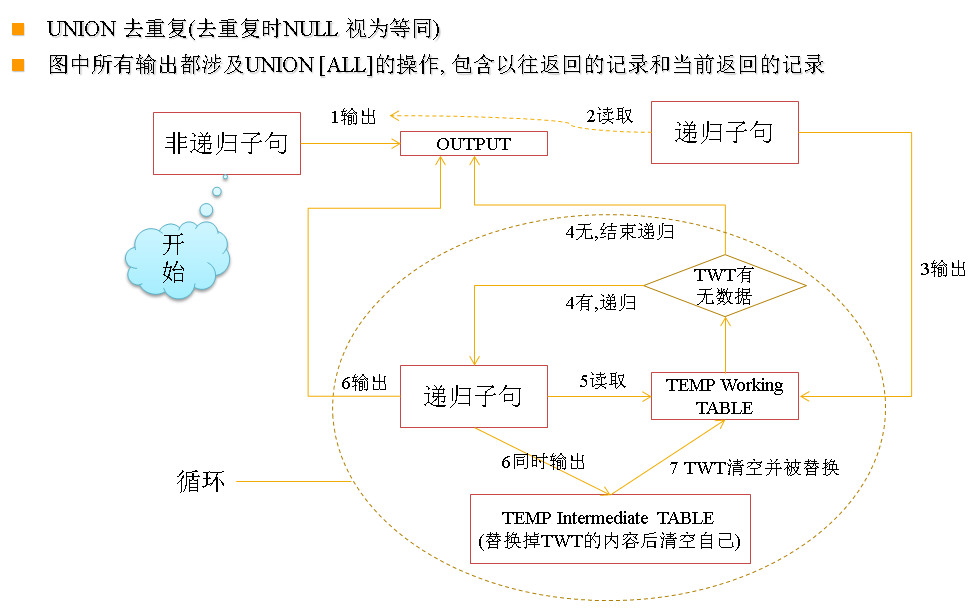 UNION 去重复(去重复时NULL 视为等同)
图中所有输出都涉及UNION [ALL]的操作, 包含以往返回的记录和当前返回的记录
1输出
2读取
非递归子句
OUTPUT
递归子句
开
始
4无,结束递归
TWT有
无数据
3输出
4有,递归
6输出
递归子句
5读取
TEMP Working
TABLE
6同时输出
7 TWT清空并被替换
循环
TEMP Intermediate TABLE
(替换掉TWT的内容后清空自己)